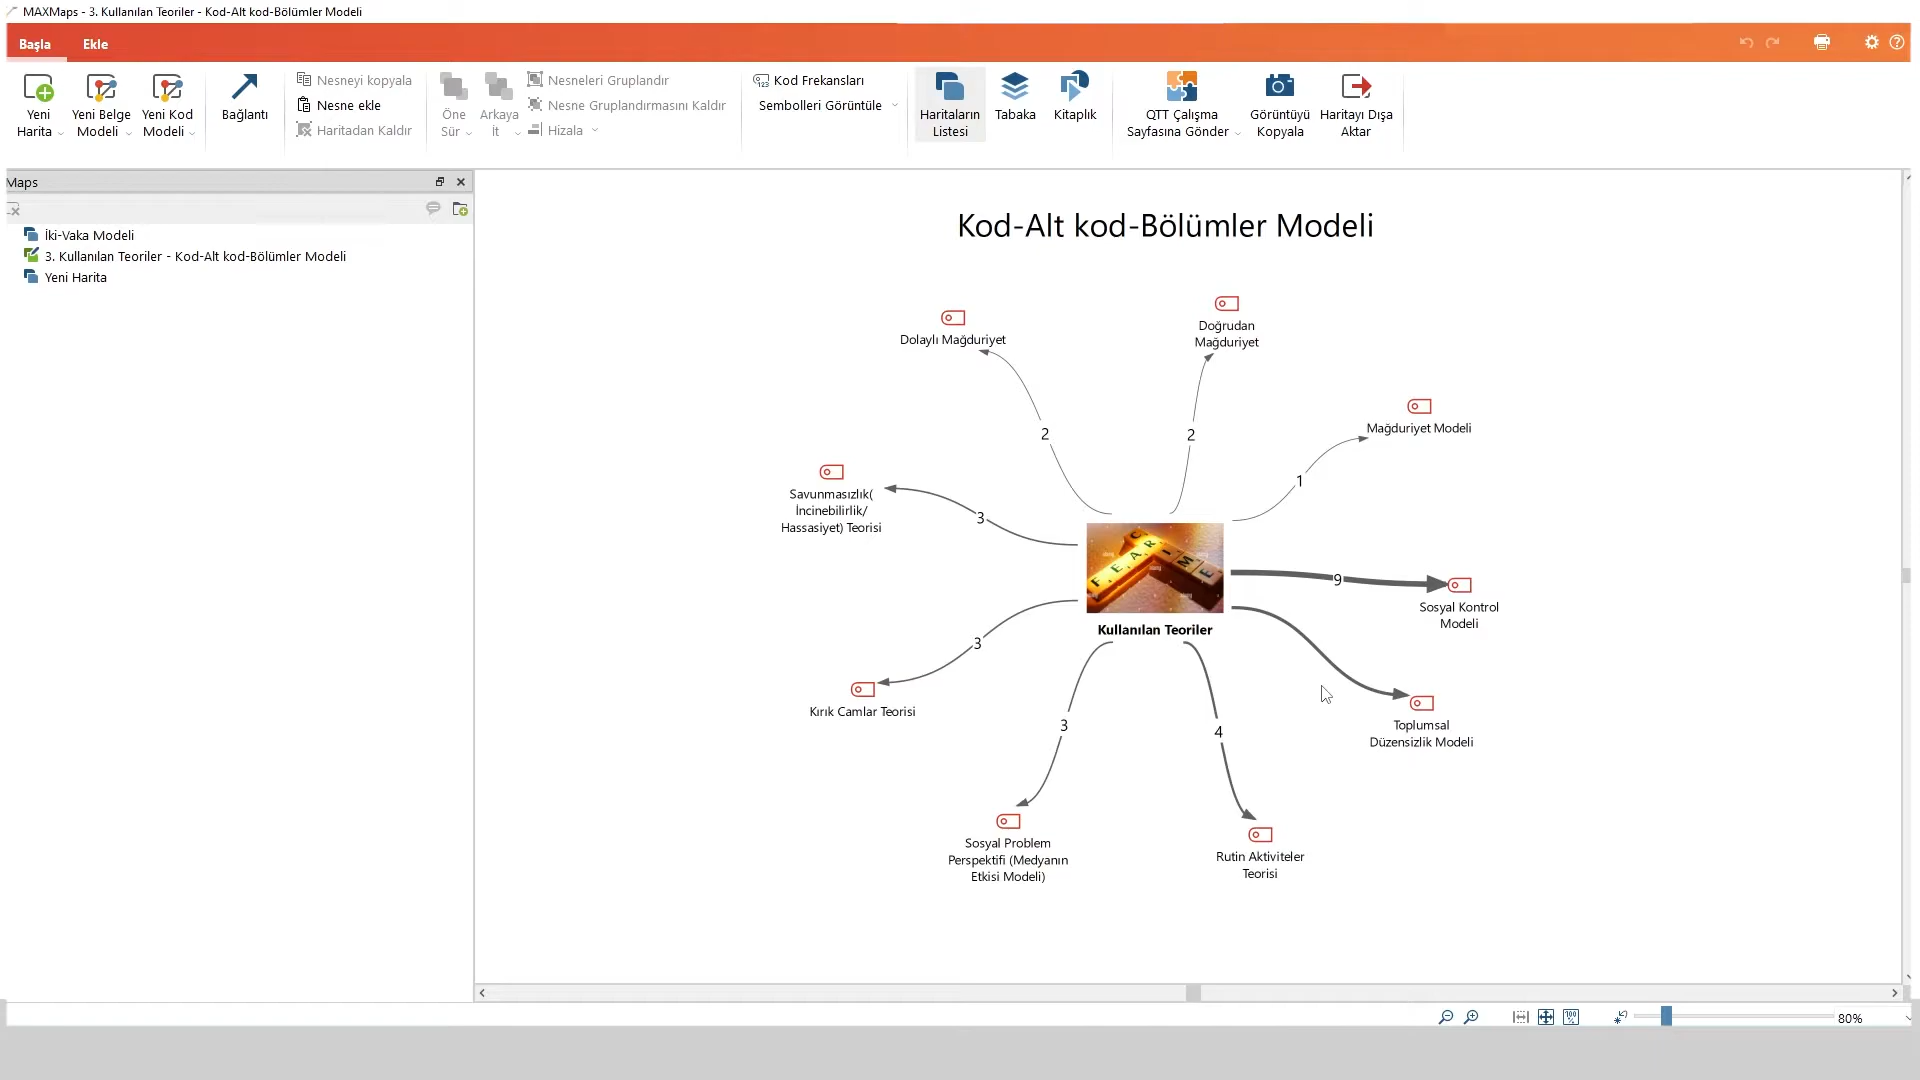 MAXMaps - 3. Kullanılan Teoriler - Kod-Alt kod-Bölümler Modeli
Başla
Ekle
Yeni
Harita
Yeni Belge
Modeli
Yeni Kod
Modeli
Bağlantı
Nesneyi kopyala
Nesne ekle
Haritadan Kaldır
Öne
Sür
Arkaya
İt
Nesneleri Gruplandır
Nesne Gruplandırmasını Kaldır
Hizala
Kod Frekansları
Sembolleri Görüntüle
Haritaların
Listesi
Tabaka
Kitaplık
QTT Çalışma
Sayfasına Gönder
Görüntüyü
Kopyala
Haritayı Dışa
Aktar
Maps
İki-Vaka Modeli
3. Kullanılan Teoriler - Kod-Alt kod-Bölümler Modeli
Yeni Harita
Kod-Alt kod-Bölümler Modeli
Dolaylı Mağduriyet
Doğrudan
Mağduriyet
Mağduriyet Modeli
2
2
1
Savunmasızlık(
İncinebilirlik/
Hassasiyet) Teorisi
3
FEAR
CRIME
9
Sosyal Kontrol
Modeli
Kullanılan Teoriler
3
Kırık Camlar Teorisi
Toplumsal
Düzensizlik Modeli
3
4
Sosyal Problem
Perspektifi (Medyanın
Etkisi Modeli)
Rutin Aktiviteler
Teorisi
80%